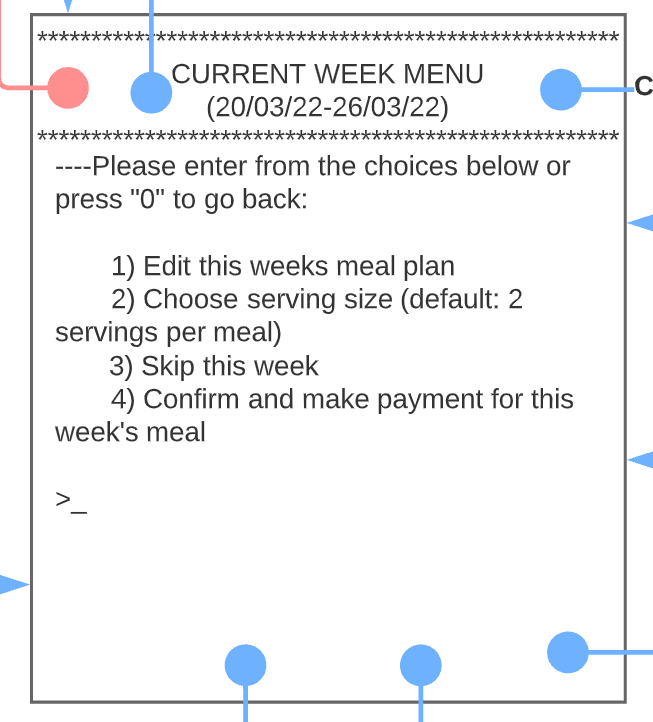 ******************************************************
CURRENT WEEK MENU
(20/03/22-26/03/22)
******************************************************
----Please enter from the choices below or
press "0" to go back:
1) Edit this weeks meal plan
2) Choose serving size (default: 2
servings per meal)
3) Skip this week
4) Confirm and make payment for this
week's meal
>_
C